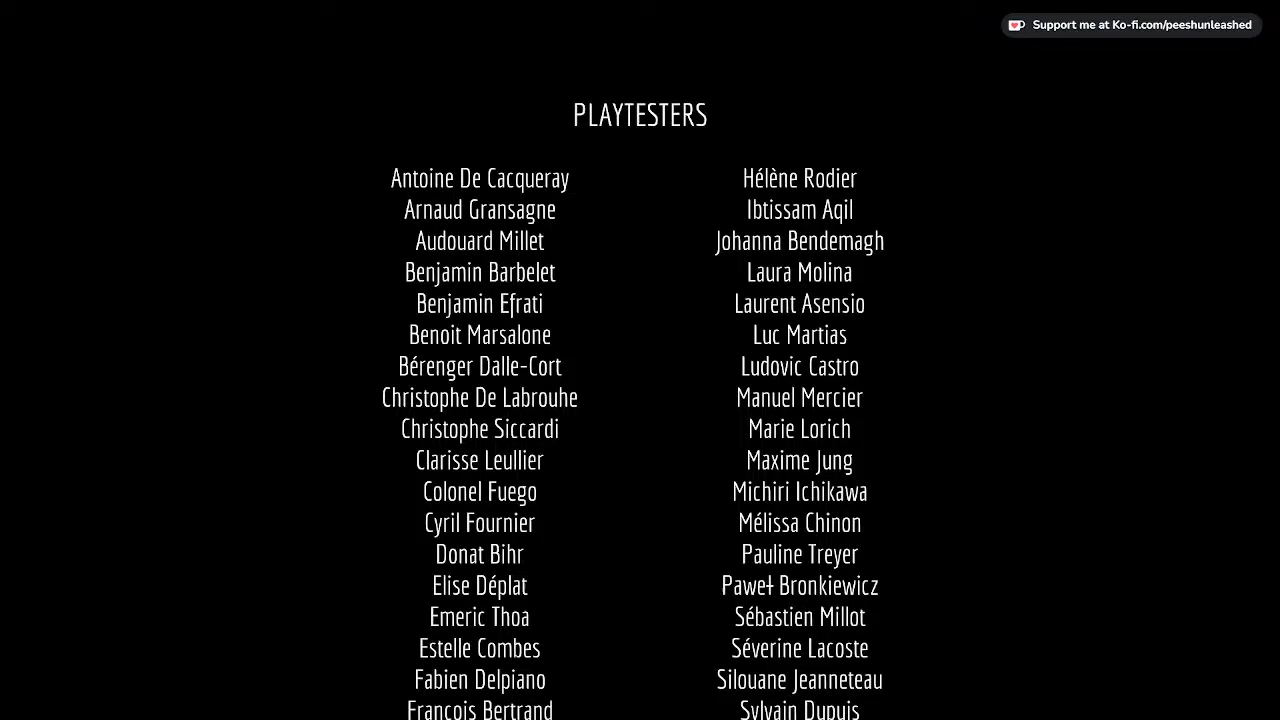 Support me at Ko-fi.com/peeshunleashed
PLAYTESTERS
Antoine De Cacqueray
Arnaud Gransagne
Audouard Millet
Benjamin Barbelet
Benjamin Efrati
Benoit Marsalone
Bérenger Dalle-Cort
Christophe De Labrouhe
Christophe Siccardi
Clarisse Leullier
Colonel Fuego
Cyril Fournier
Donat Bihr
Elise Déplat
Emeric Thoa
Estelle Combes
Fabien Delpiano
François Bertrand
Hélène Rodier
Ibtissam Aqil
Johanna Bendemagh
Laura Molina
Laurent Asensio
Luc Martias
Ludovic Castro
Manuel Mercier
Marie Lorich
Maxime Jung
Michiri Ichikawa
Mélissa Chinon
Pauline Treyer
Paweł Bronkiewicz
Sébastien Millot
Séverine Lacoste
Silouane Jeanneteau
Sylvain Dupuis